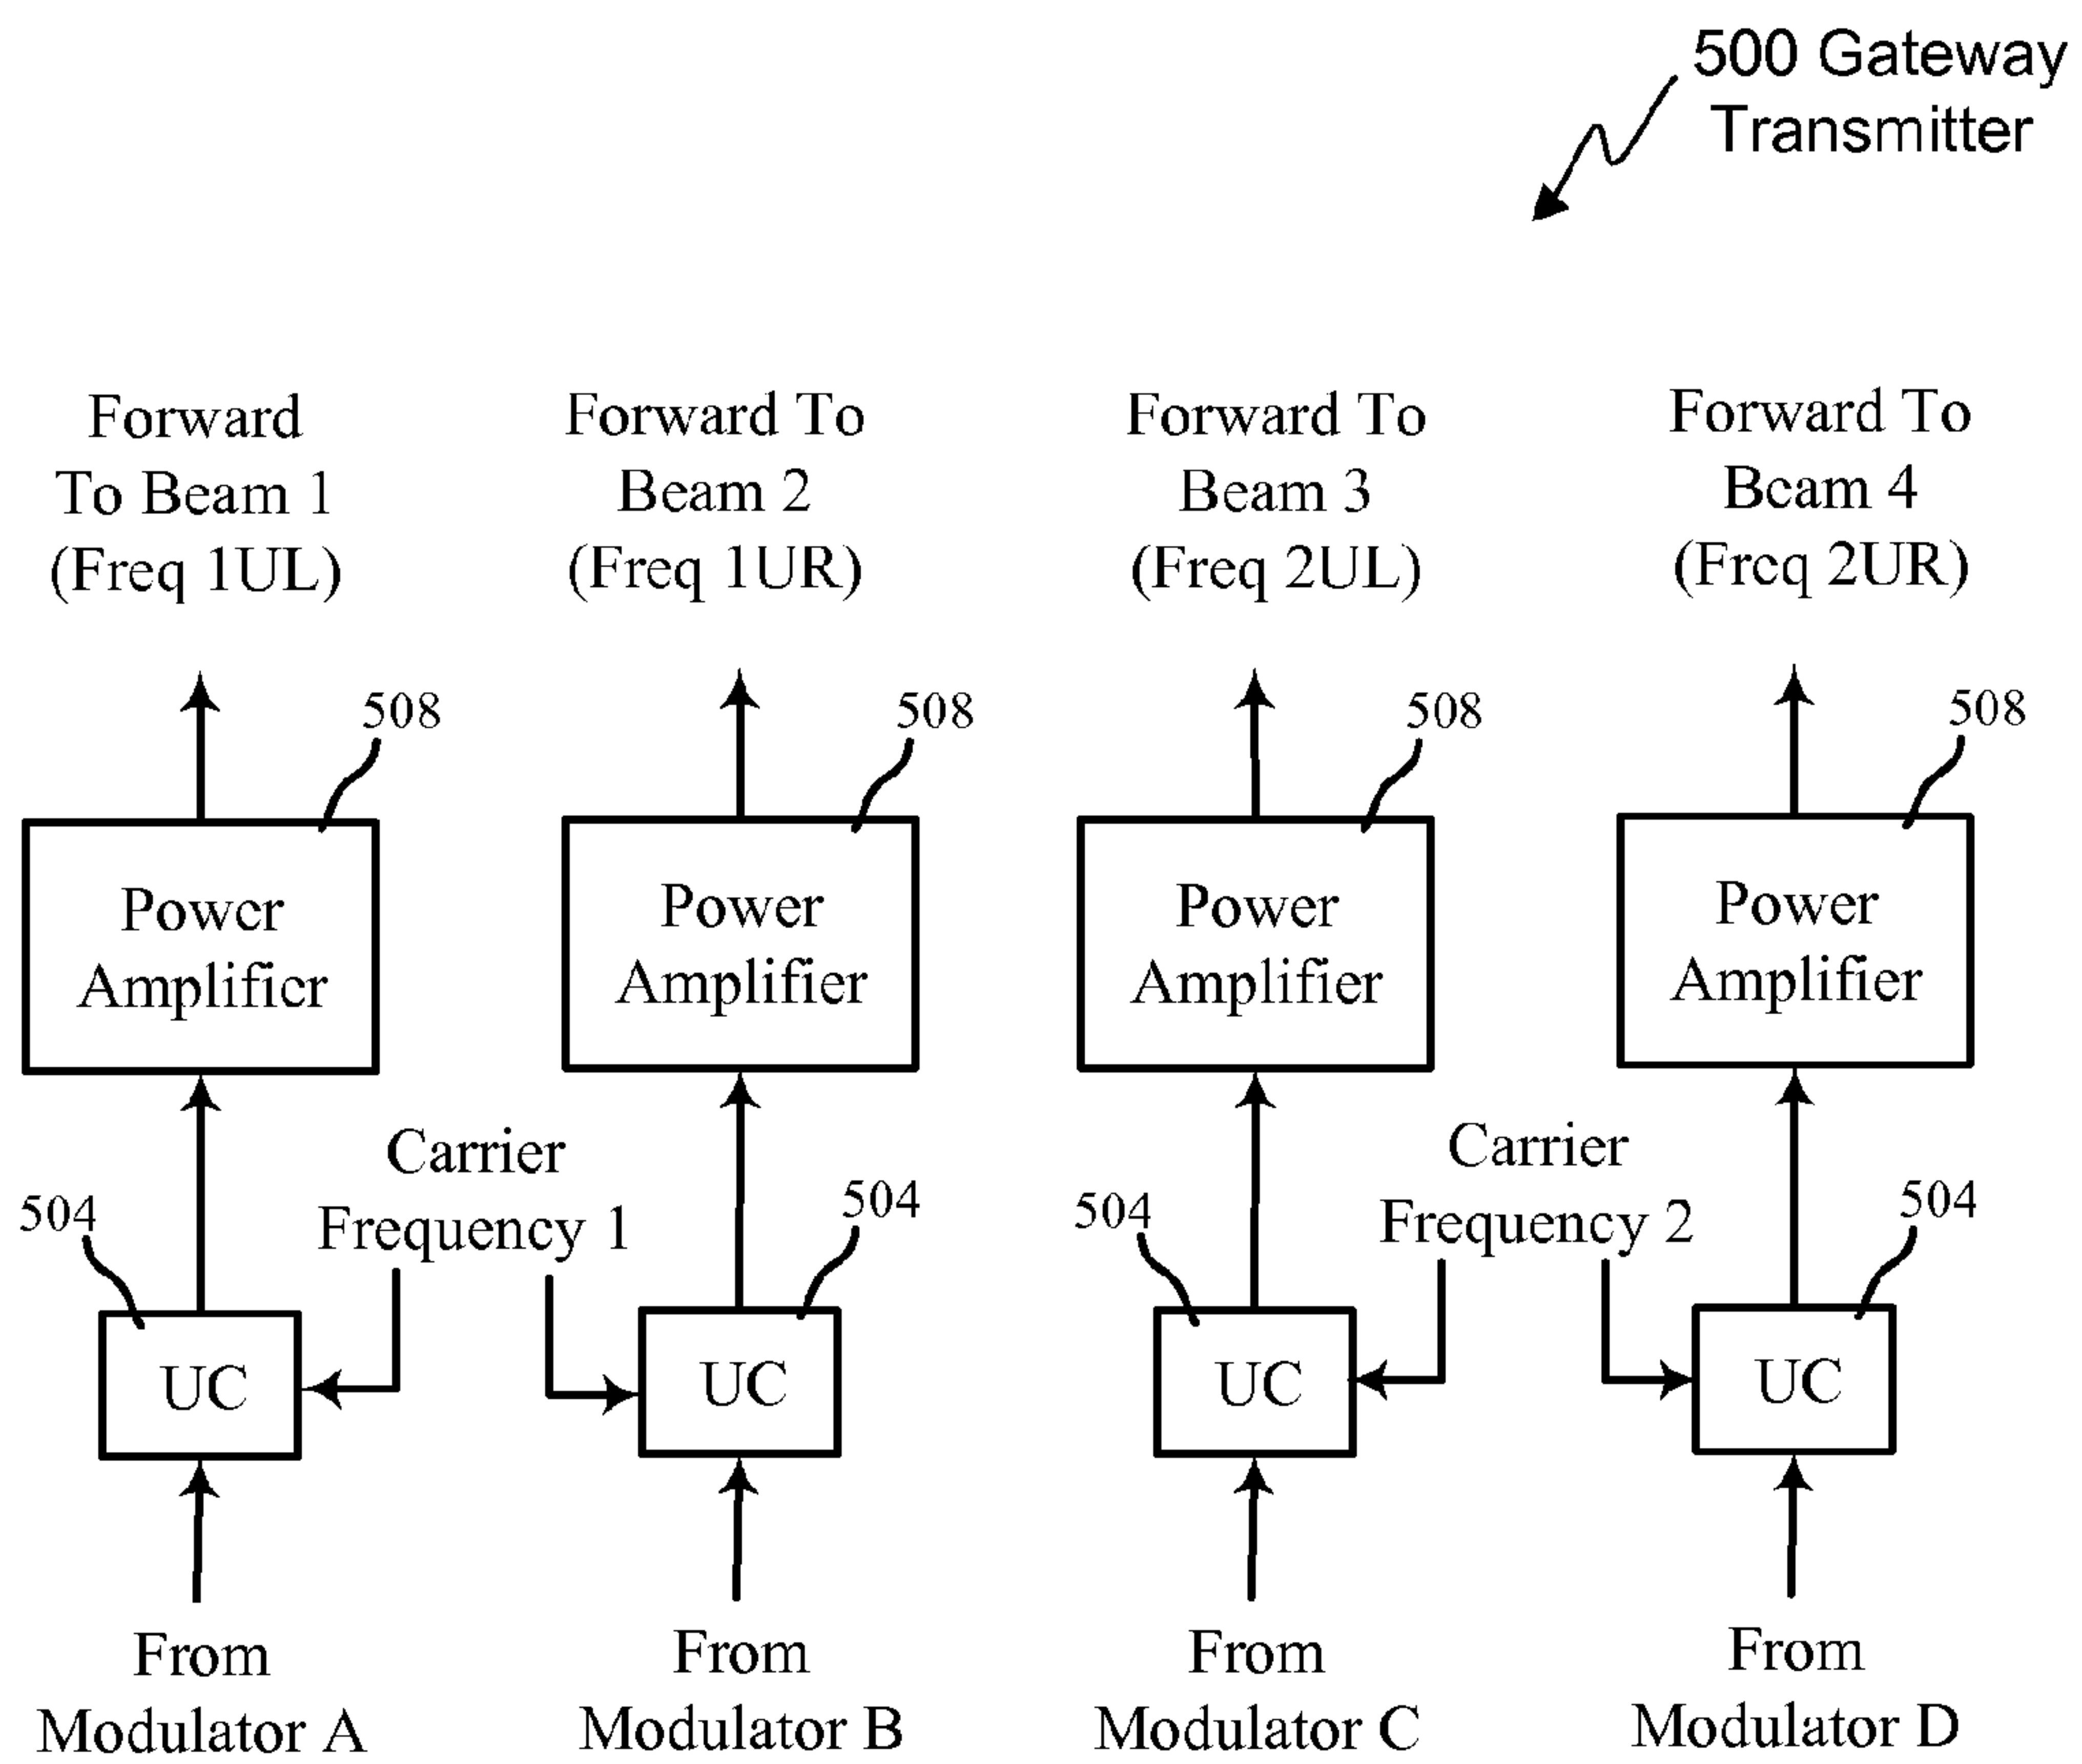 500 Gateway
Transmitter
Forward
To Beam 1
(Freq 1UL)
Forward To
Beam 2
(Freq 1UR)
Forward To
Beam 3
(Freq 2UL)
Forward To
Beam 4
(Freq 2UR)
508
508
508
508
Power
Amplifier
Power
Amplifier
Power
Amplifier
Power
Amplifier
504
Carrier
Frequency 1
504
504
Carrier
Frequency 2
504
UC
UC
UC
UC
From
Modulator A
From
Modulator B
From
Modulator C
From
Modulator D